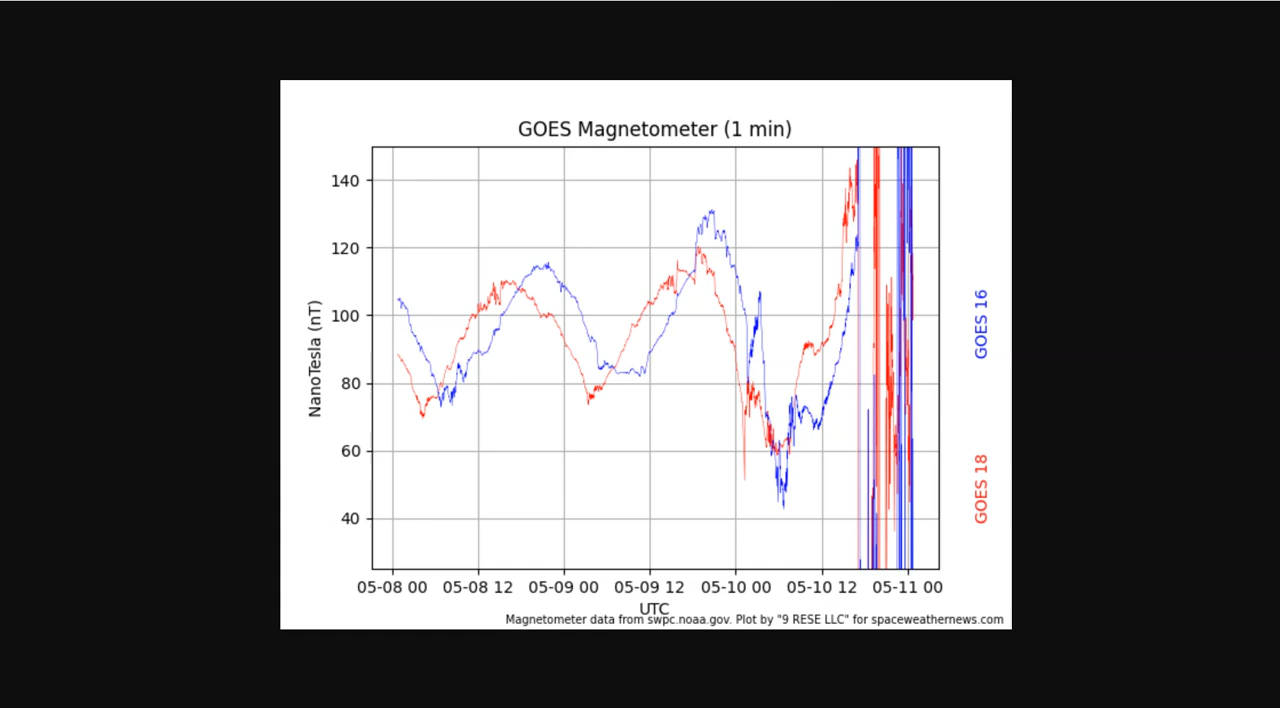 GOES Magnetometer (1 min)
140
120
100
80
60
40
NanoTesla (nT)
05-08 00 05-08 12 05-09 00 05-09 12 05-10 00 05-10 12 05-11 00
UTC
GOES 16
GOES 18
Magnetometer data from swpc.noaa.gov. Plot by "9 RESE LLC" for spaceweathernews.com